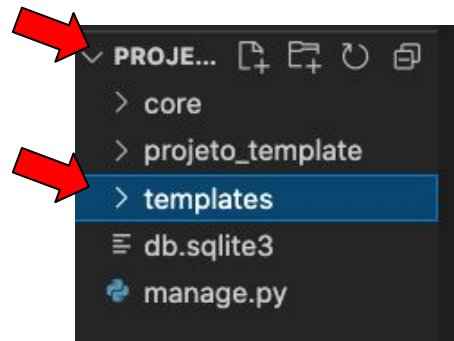 PROJE...
core
projeto_template
templates
db.sqlite3
manage.py